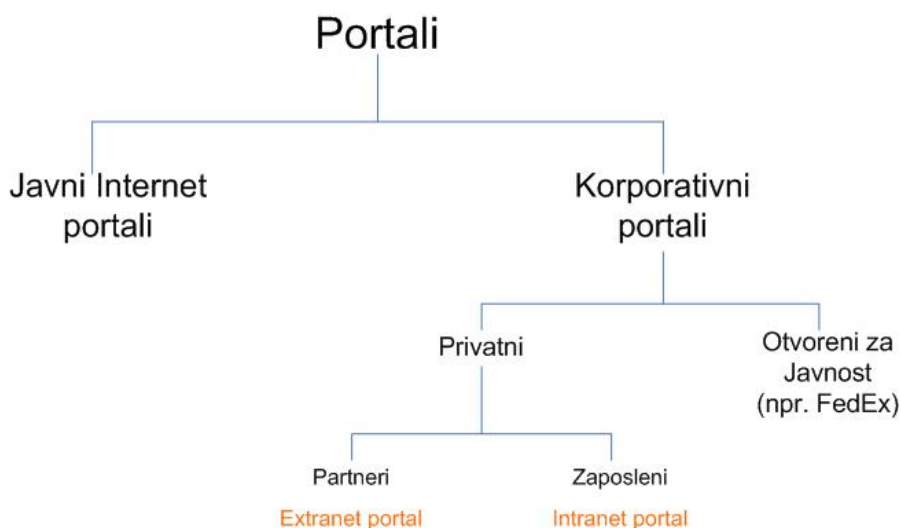 Portali
Javni Internet
portali
Korporativni
portali
Privatni
Otvoreni za
Javnost
(npr. FedEx)
Partneri
Zaposleni
Extranet portal
Intranet portal